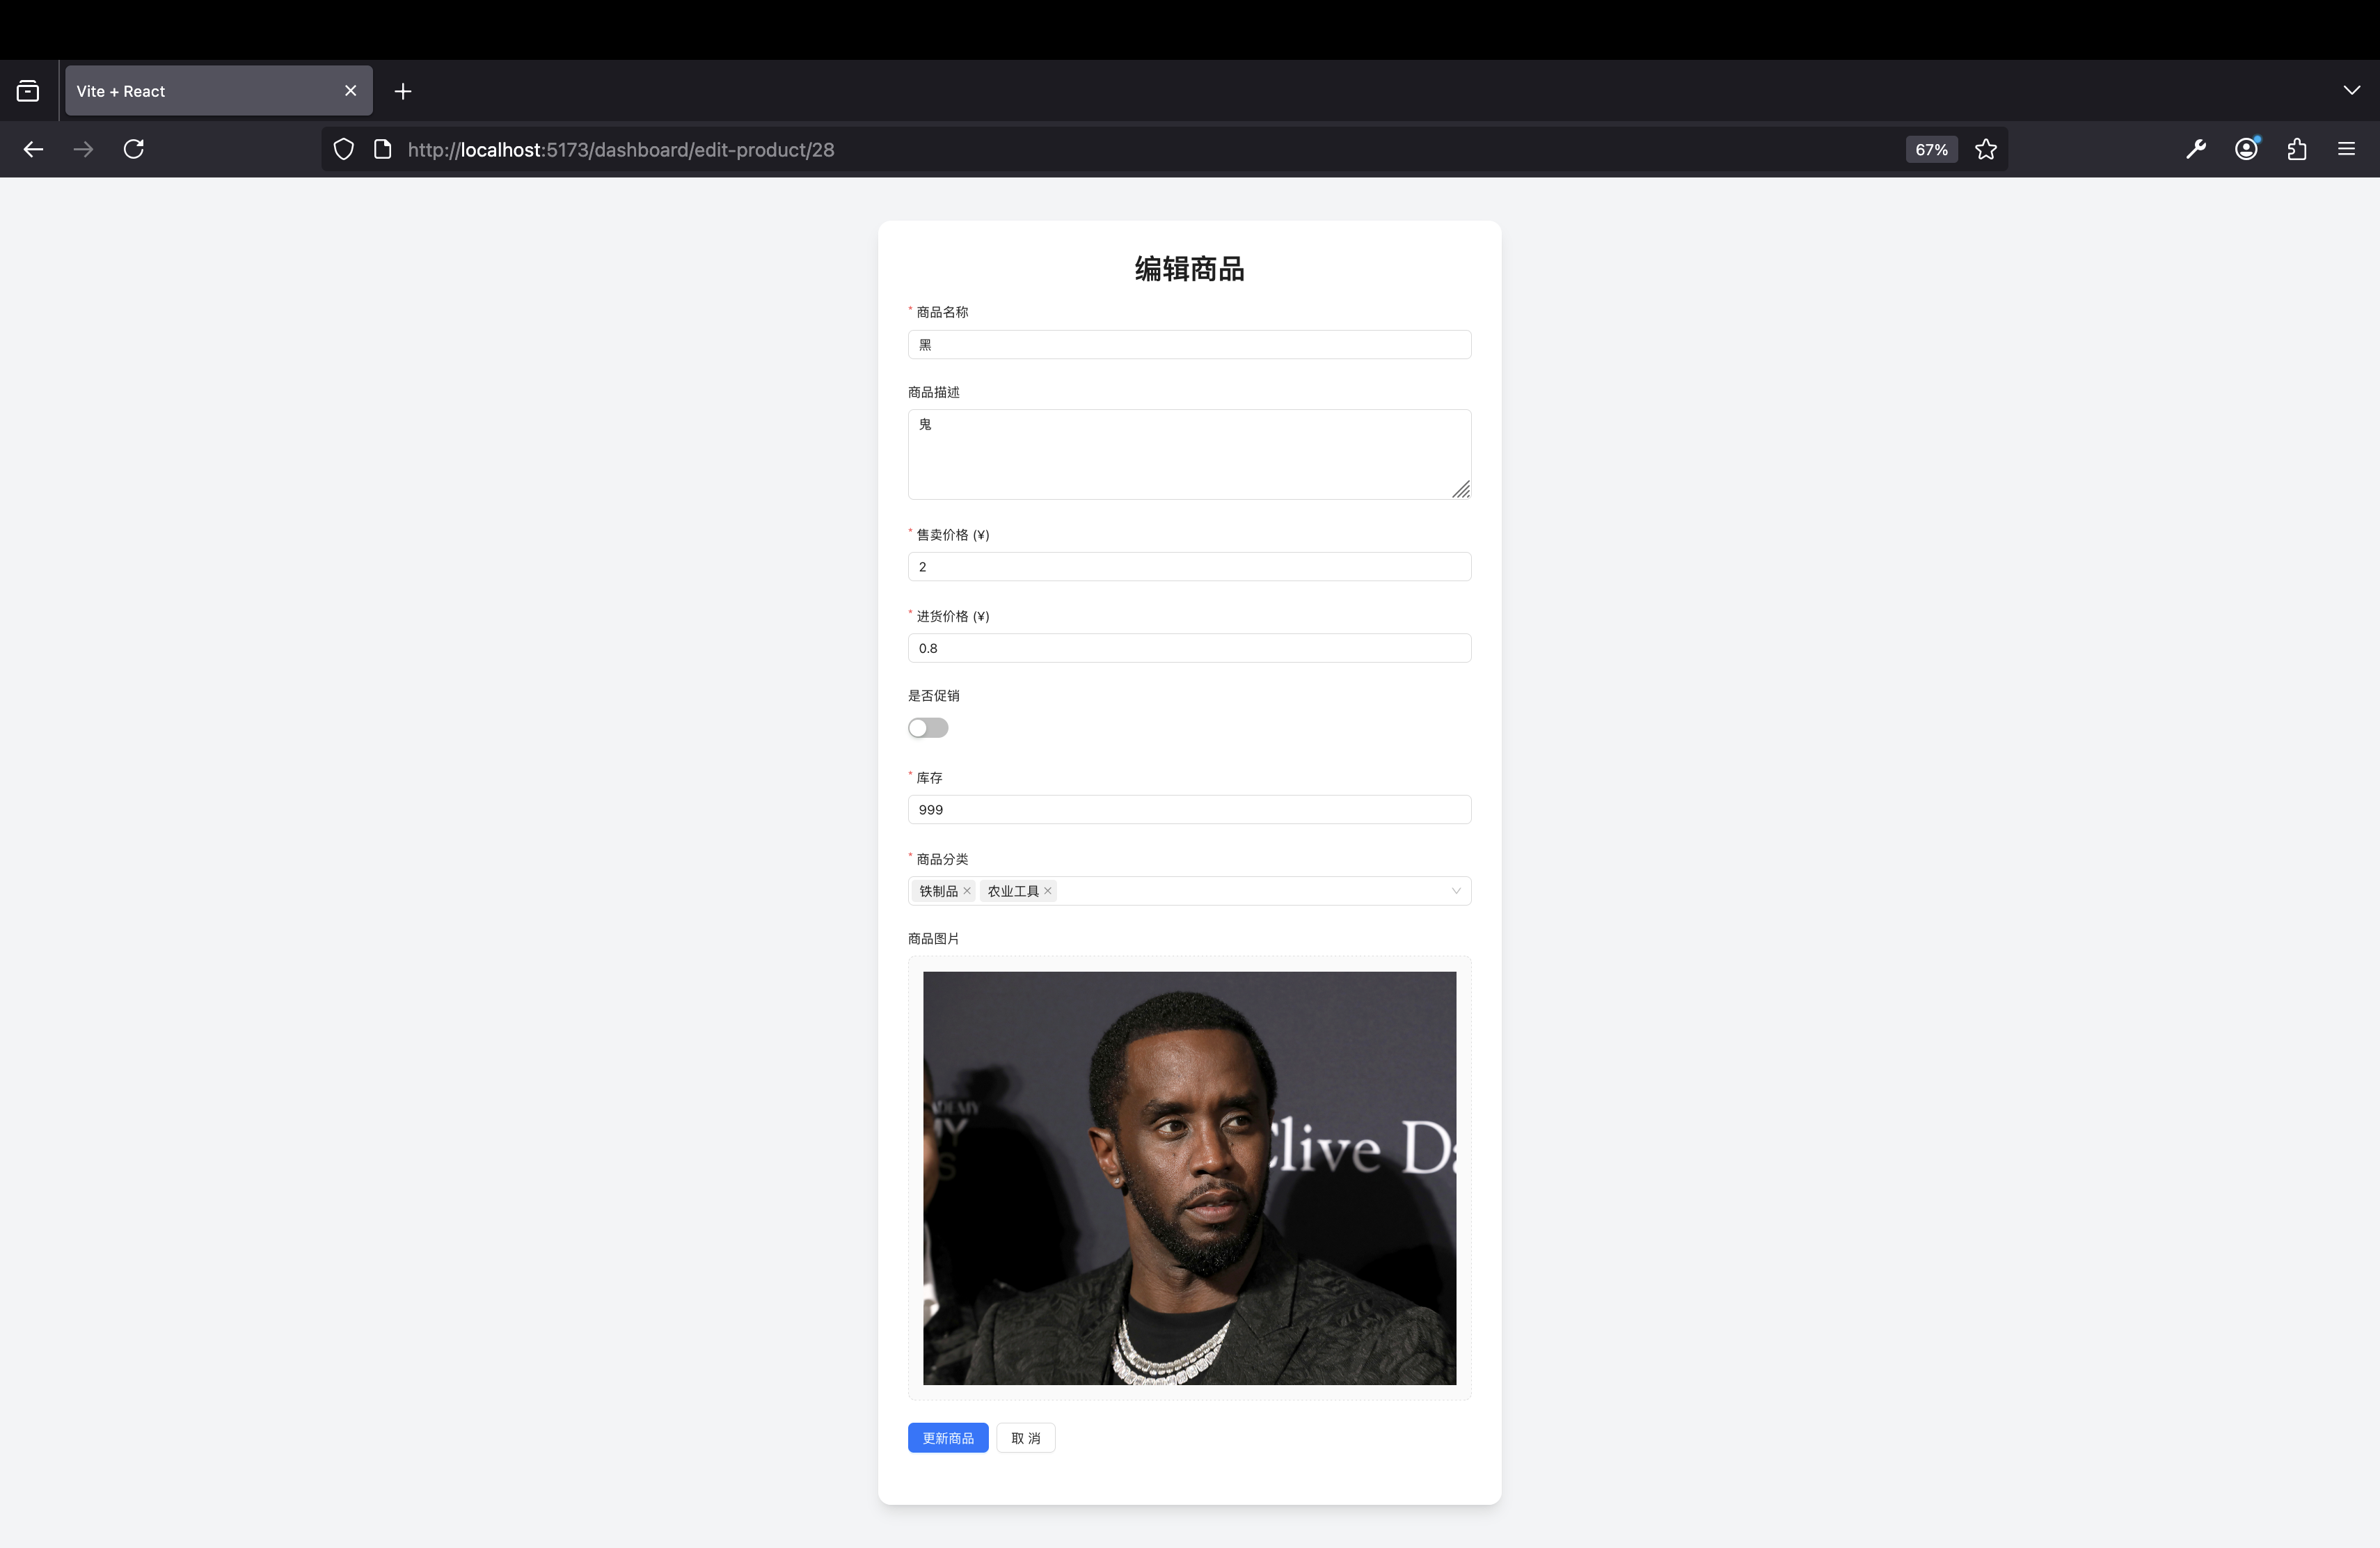 Vite + React
http://localhost:5173/dashboard/edit-product/28
67%
编辑商品
* 商品名称
黑
商品描述
鬼
* 售卖价格 (¥)
2
* 进货价格 (¥)
0.8
是否促销
* 库存
999
* 商品分类
铁制品 农业工具
商品图片
ADEMY
Y
S
Clive Da
更新商品 取 消